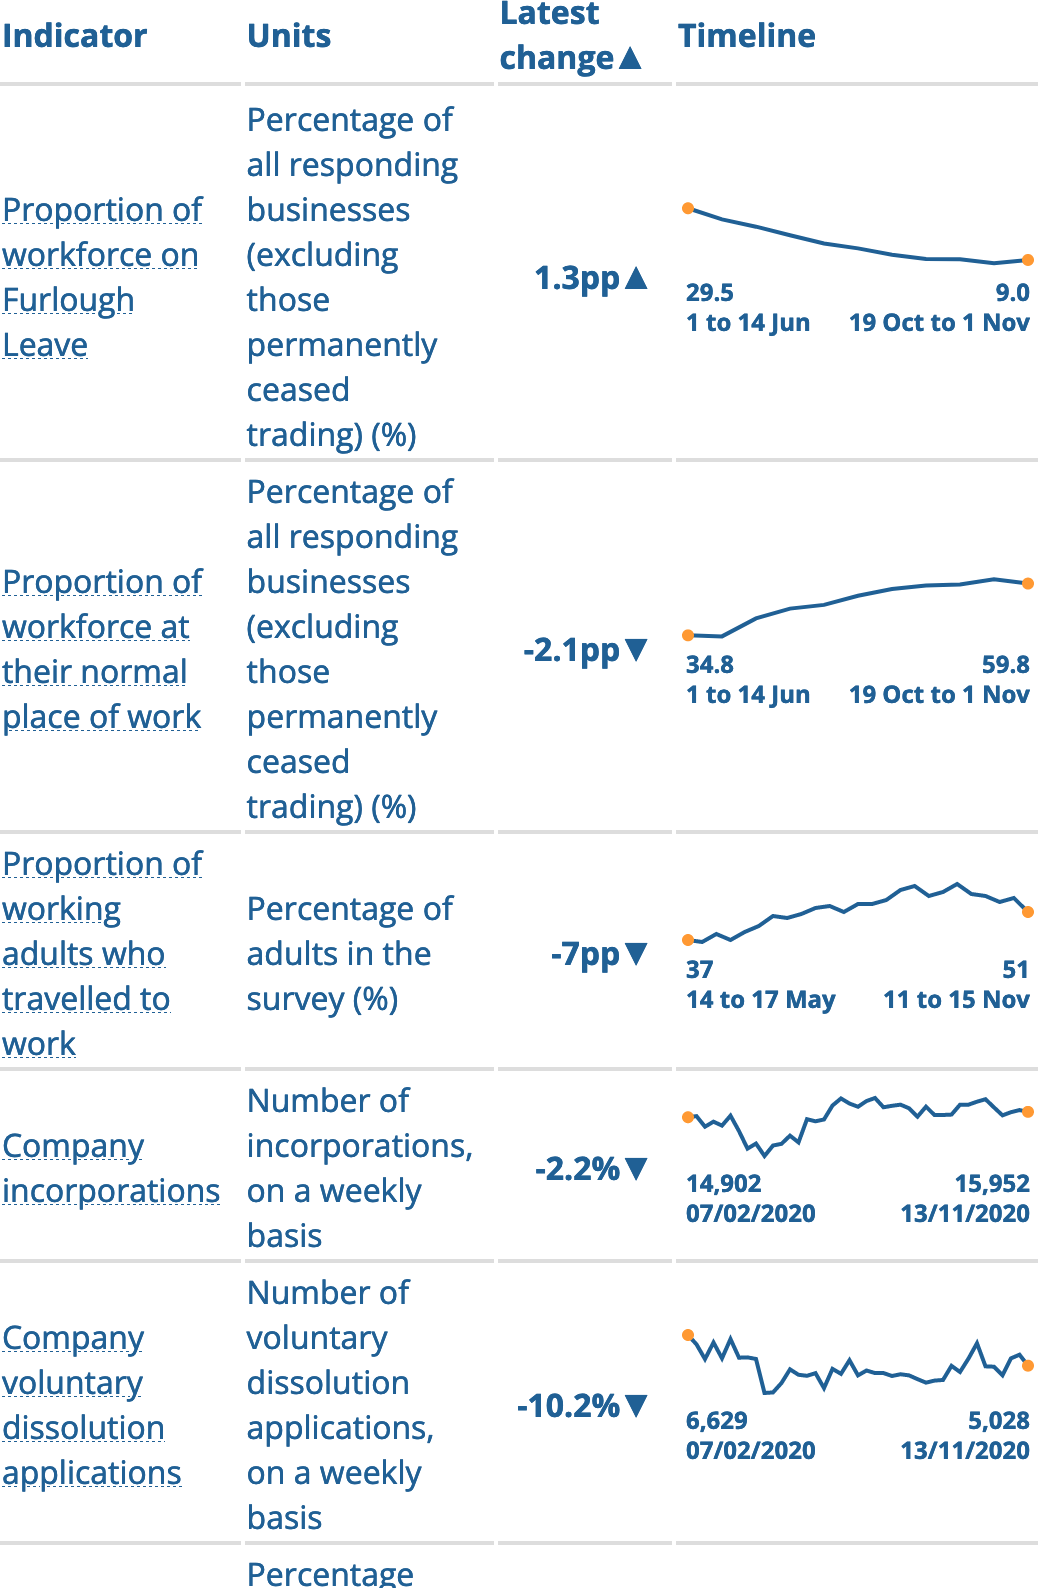 Indicator
Units
Latest
change▲
Timeline
Proportion of
workforce on
Furlough
Leave
Percentage of
all responding
businesses
(excluding
those
permanently
ceased
trading) (%)
1.3pp▲
29.5
9.0
1 to 14 Jun
19 Oct to 1 Nov
Proportion of
workforce at
their normal
place of work
Percentage of
all responding
businesses
(excluding
those
permanently
ceased
trading) (%)
-2.1pp▼
34.8
59.8
1 to 14 Jun
19 Oct to 1 Nov
Proportion of
working
adults who
travelled to
work
Percentage of
adults in the
survey (%)
-7pp▼
37
51
14 to 17 May
11 to 15 Nov
Company
incorporations
Number of
incorporations,
on a weekly
basis
-2.2%▼
14,902
15,952
07/02/2020
13/11/2020
Company
voluntary
dissolution
applications
Number of
voluntary
dissolution
applications,
on a weekly
basis
-10.2%▼
6,629
5,028
07/02/2020
13/11/2020
Percentage